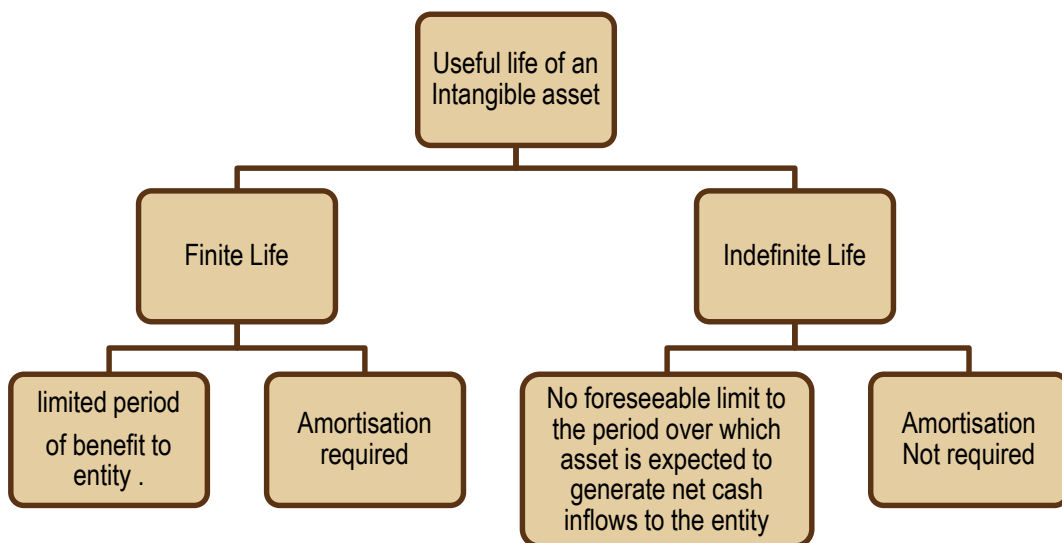 Useful life of an
Intangible asset
Finite Life
Indefinite Life
limited period
of benefit to
entity .
Amortisation
required
No foreseeable limit to
the period over which
asset is expected to
generate net cash
inflows to the entity
Amortisation
Not required